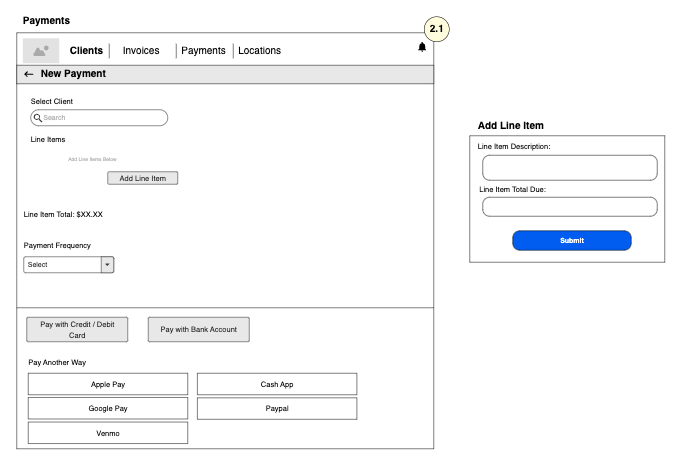 Payments
2.1
Clients
Invoices
Payments
Locations
← New Payment
Select Client
Search
Line Items
Add Line Items Below
Add Line Item
Line Item Total: $XX.XX
Payment Frequency
Select
Pay with Credit / Debit
Card
Pay with Bank Account
Pay Another Way
Apple Pay
Cash App
Google Pay
Paypal
Venmo
Add Line Item
Line Item Description:
Line Item Total Due:
Submit